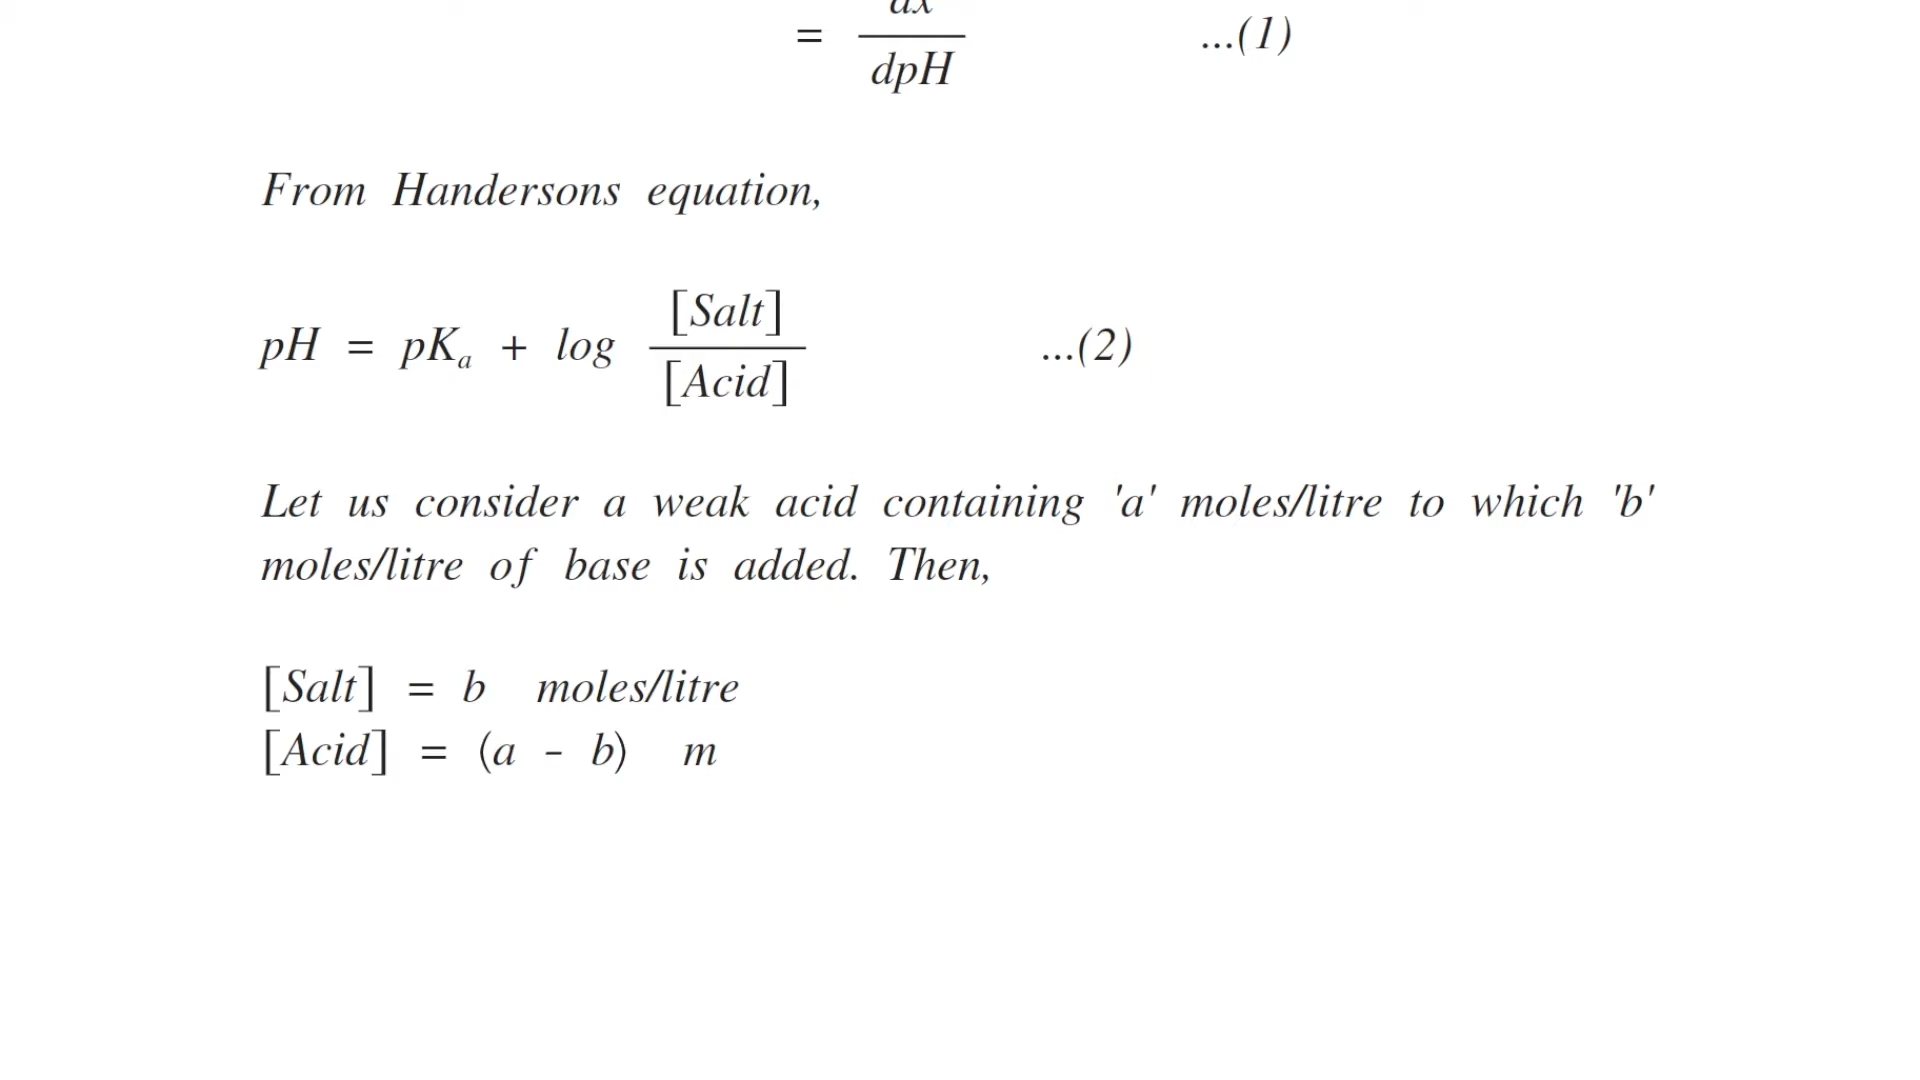 = dx / dpH ...(1)
From Handersons equation,
pH = pKₐ + log [Salt] / [Acid] ...(2)
Let us consider a weak acid containing 'a' moles/litre to which 'b'
moles/litre of base is added. Then,
[Salt] = b moles/litre
[Acid] = (a - b) m